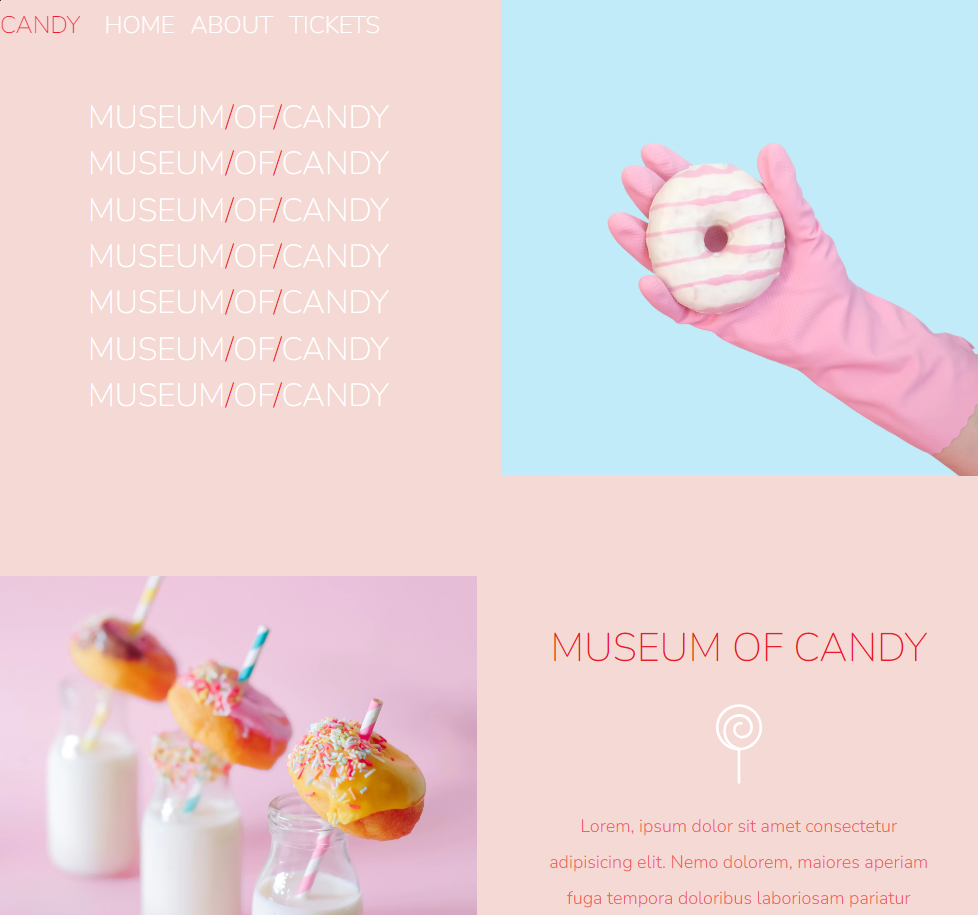 CANDY HOME ABOUT TICKETS
MUSEUM/OF/CANDY
MUSEUM/OF/CANDY
MUSEUM/OF/CANDY
MUSEUM/OF/CANDY
MUSEUM/OF/CANDY
MUSEUM/OF/CANDY
MUSEUM/OF/CANDY
MUSEUM OF CANDY
Lorem, ipsum dolor sit amet consectetur
adipisicing elit. Nemo dolorem, maiores aperiam
fuga tempora doloribus laboriosam pariatur